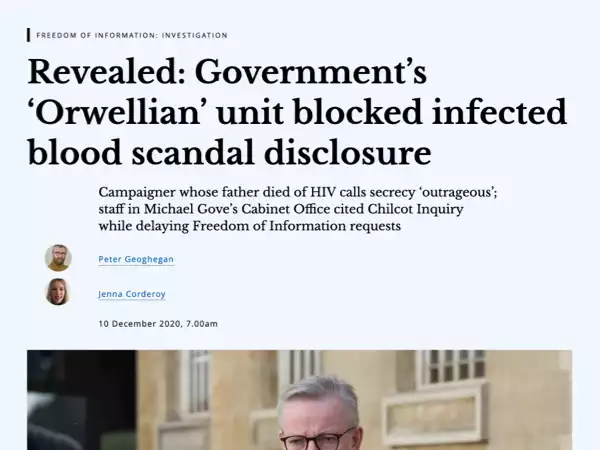 FREEDOM OF INFORMATION: INVESTIGATION
Revealed: Government’s
‘Orwellian’ unit blocked infected
blood scandal disclosure
Campaigner whose father died of HIV calls secrecy ‘outrageous’;
staff in Michael Gove’s Cabinet Office cited Chilcot Inquiry
while delaying Freedom of Information requests
Peter Geoghegan
Jenna Corderoy
10 December 2020, 7.00am